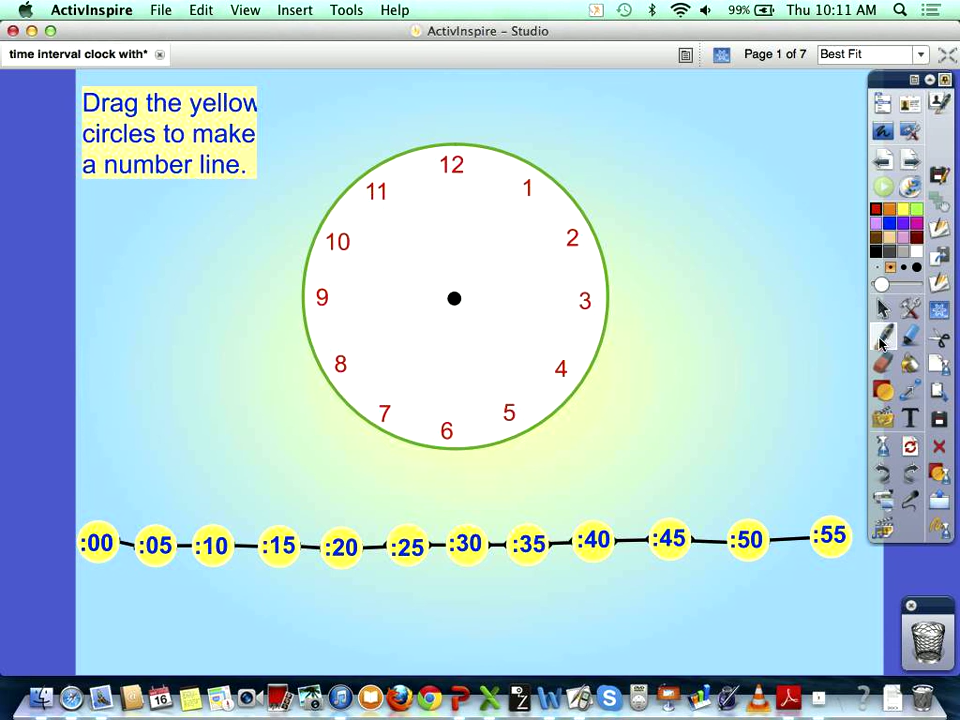 ActivInspire File Edit View Insert Tools Help 99% Thu 10:11 AM
ActivInspire – Studio
time interval clock with* Page 1 of 7 Best Fit
Drag the yellow
circles to make
a number line.
12
11 1
10 2
9 3
8 4
7 5
6
:00 :05 :10 :15 :20 :25 :30 :35 :40 :45 :50 :55